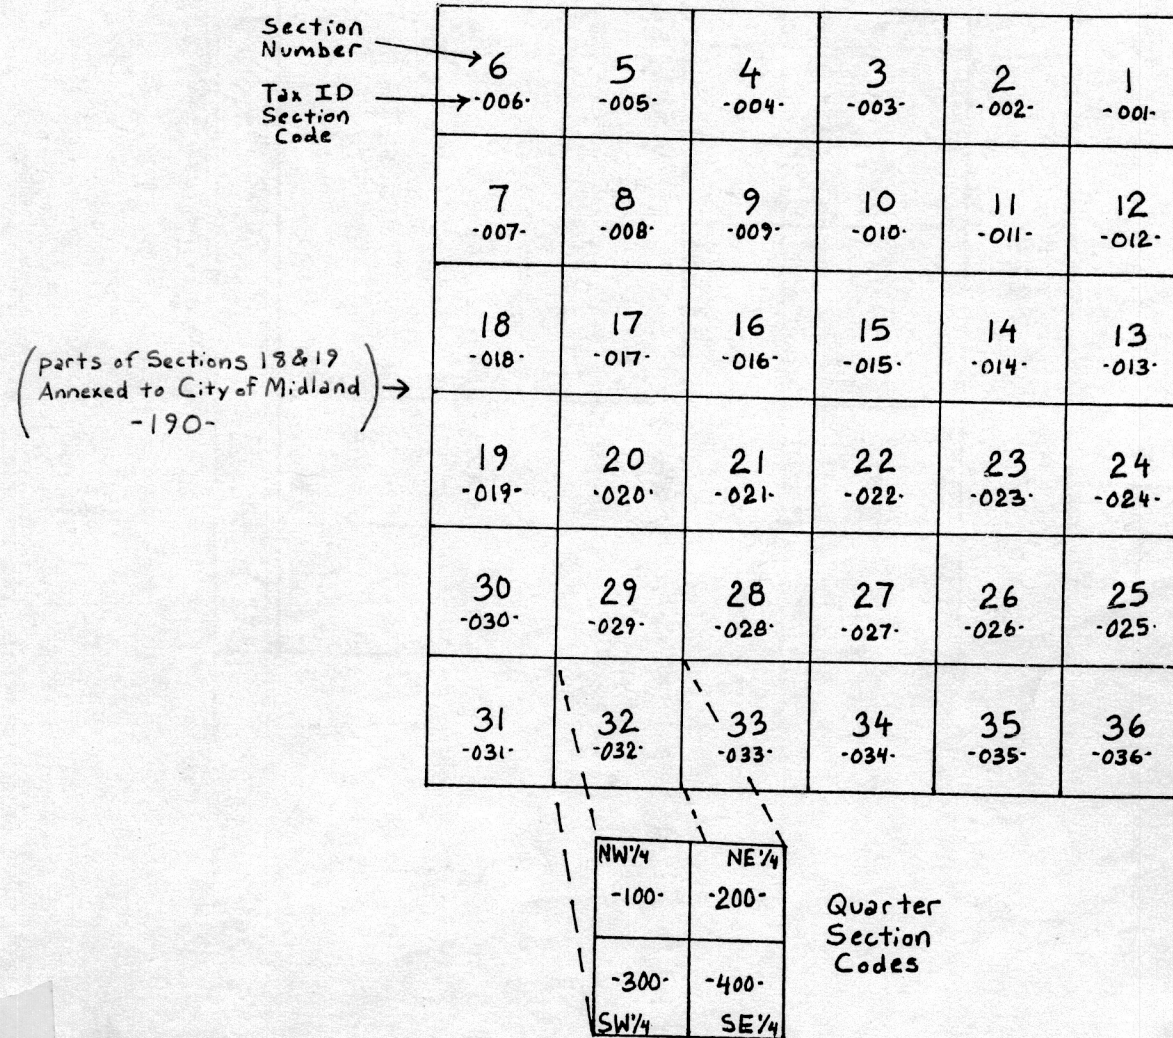 Section
Number
Tax ID
Section
Code
6 5 4 3 2 1
-006- -005- -004- -003- -002- -001-
7 8 9 10 11 12
-007- -008- -009- -010- -011- -012-
18 17 16 15 14 13
-018- -017- -016- -015- -014- -013-
(parts of Sections 18 & 19
Annexed to City of Midland)
-190-
19 20 21 22 23 24
-019- -020- -021- -022- -023- -024-
30 29 28 27 26 25
-030- -029- -028- -027- -026- -025-
31 32 33 34 35 36
-031- -032- -033- -034- -035- -036-
NW¼ NE¼
-100- -200-
-300- -400-
SW¼ SE¼
Quarter
Section
Codes